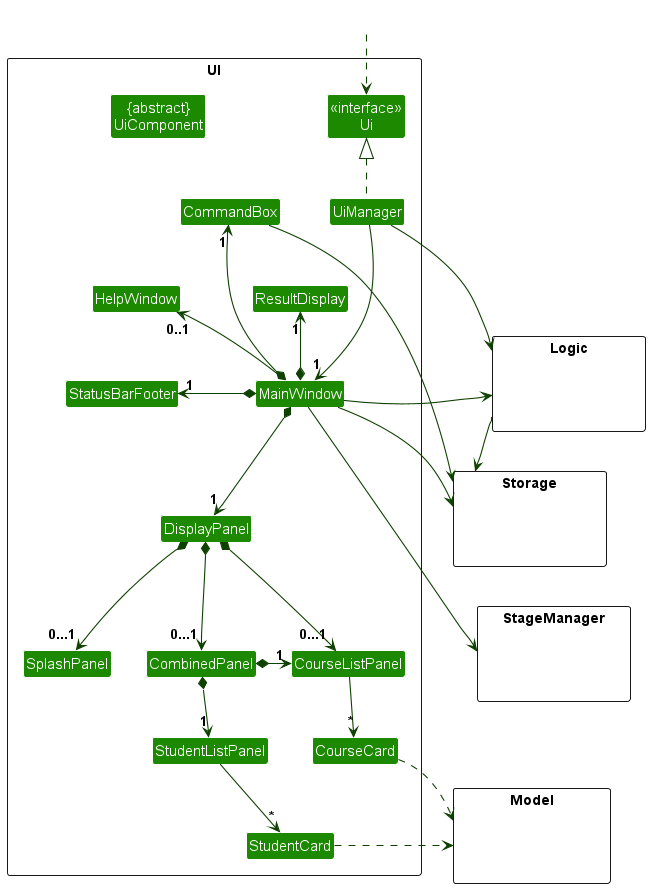 UI
{abstract}
UiComponent
«interface»
Ui
CommandBox
UiManager
1
HelpWindow
ResultDisplay
0..1
1
Logic
1
StatusBarFooter
1
MainWindow
Storage
1
DisplayPanel
StageManager
0...1
0...1
0...1
SplashPanel
CombinedPanel
1
CourseListPanel
1
*
StudentListPanel
CourseCard
Model
*
StudentCard